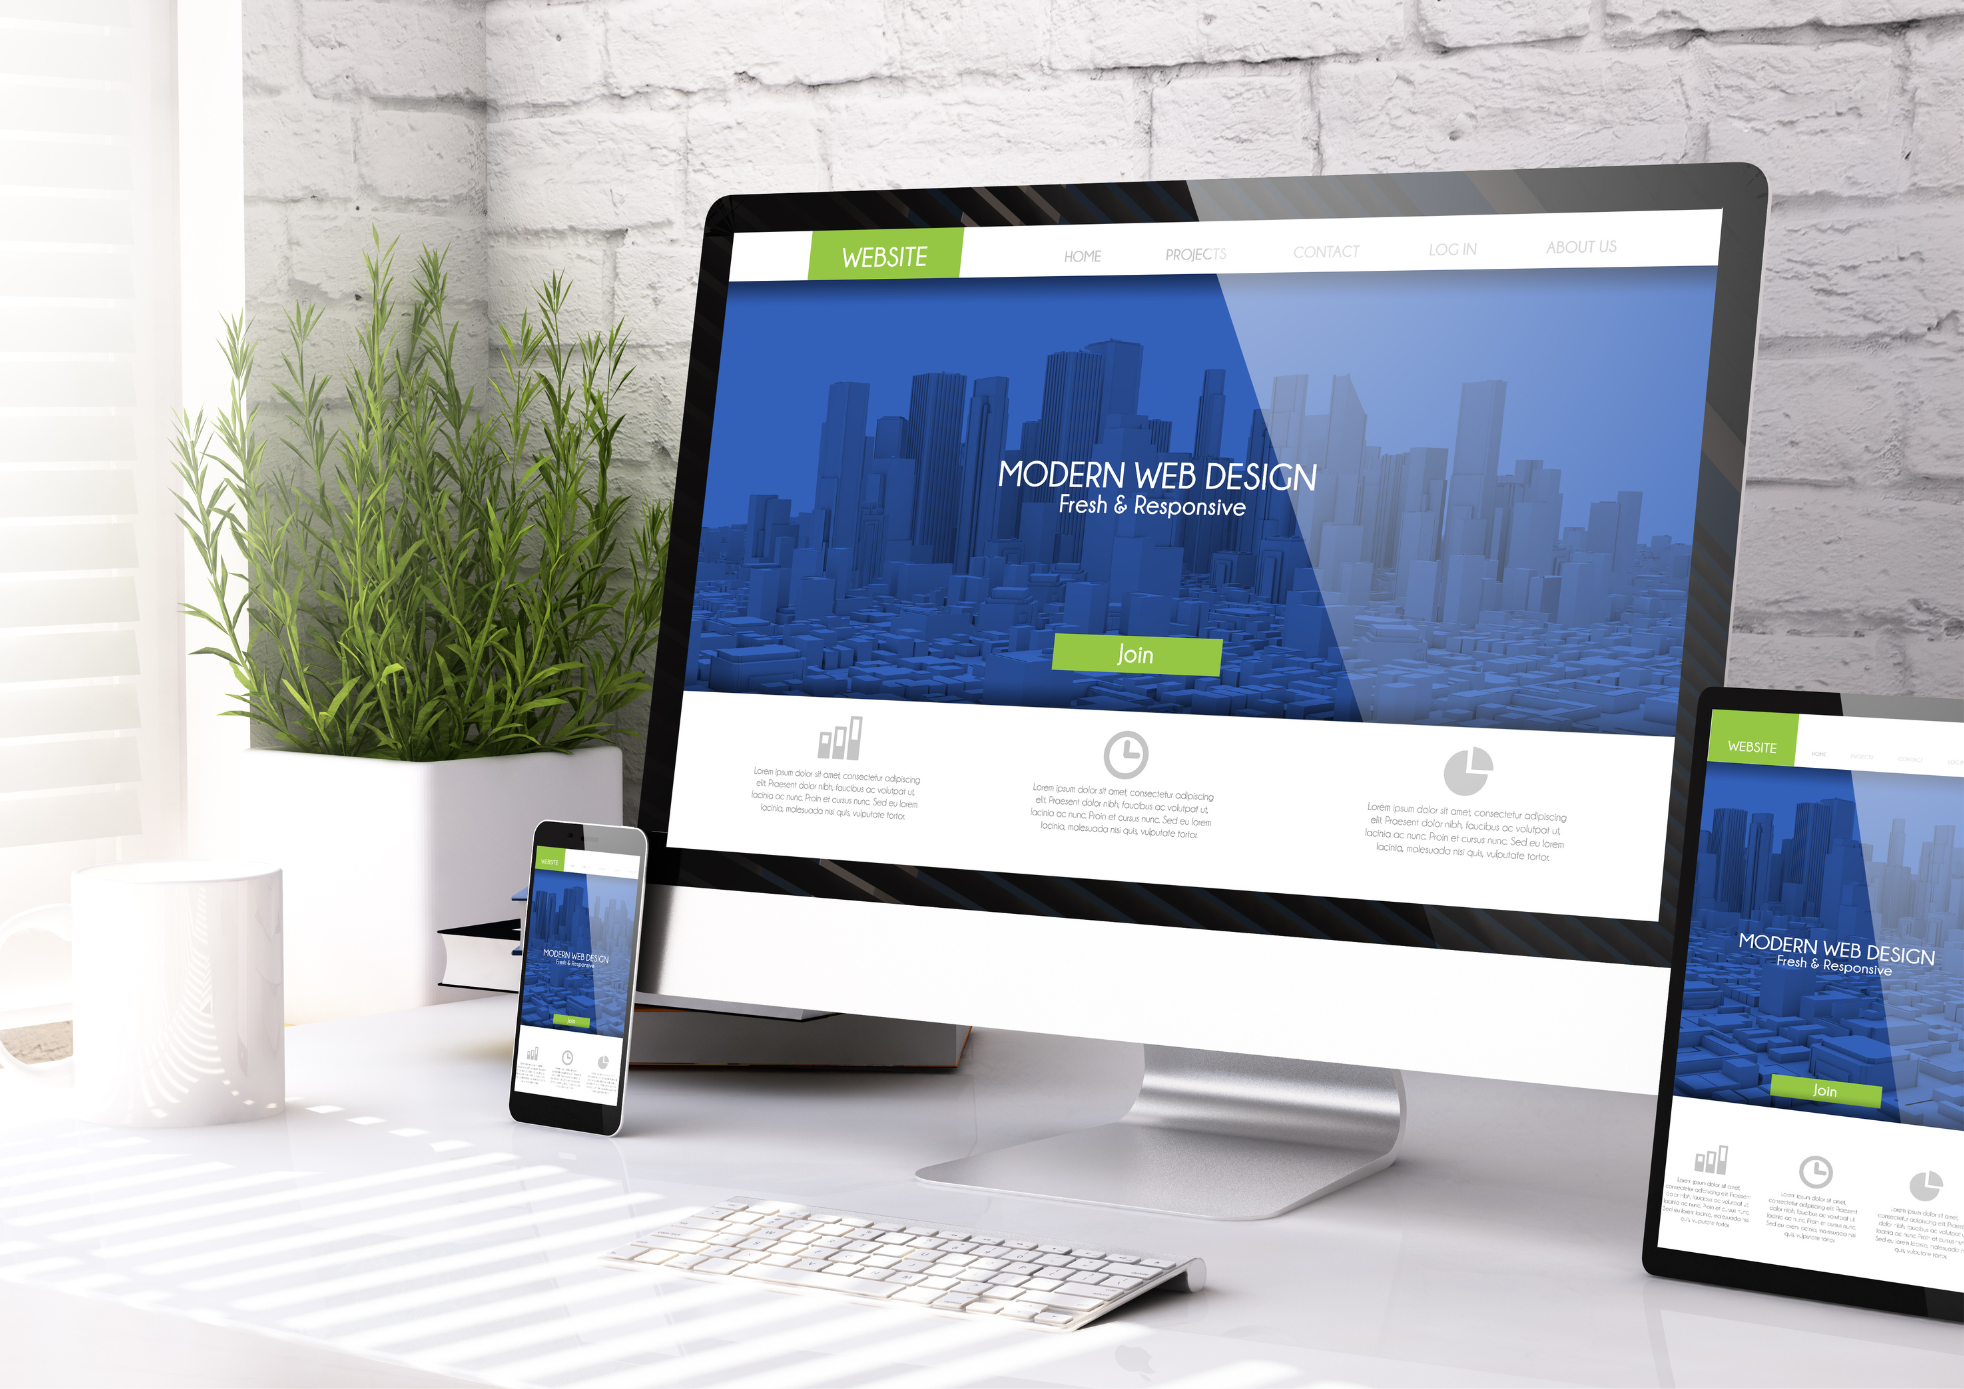 WEBSITE
HOME PROJECTS CONTACT LOG IN ABOUT US
MODERN WEB DESIGN
Fresh & Responsive
Join
Lorem ipsum dolor sit amet, consectetur adipiscing
elit. Praesent dolor nibh, faucibus ac volutpat ut,
lacinia ac nunc. Proin et cursus nunc. Sed eu lorem
lacinia, malesuada nisi quis, vulputate tortor.
Lorem ipsum dolor sit amet, consectetur adipiscing
elit. Praesent dolor nibh, faucibus ac volutpat ut,
lacinia ac nunc. Proin et cursus nunc. Sed eu lorem
lacinia, malesuada nisi quis, vulputate tortor.
Lorem ipsum dolor sit amet, consectetur adipiscing
elit. Praesent dolor nibh, faucibus ac volutpat ut,
lacinia ac nunc. Proin et cursus nunc. Sed eu lorem
lacinia, malesuada nisi quis, vulputate tortor.
WEBSITE
MODERN WEB DESIGN
Fresh & Responsive
Join
WEBSITE
HOME PROJECTS CONTACT
MODERN WEB DESIGN
Fresh & Responsive
Join